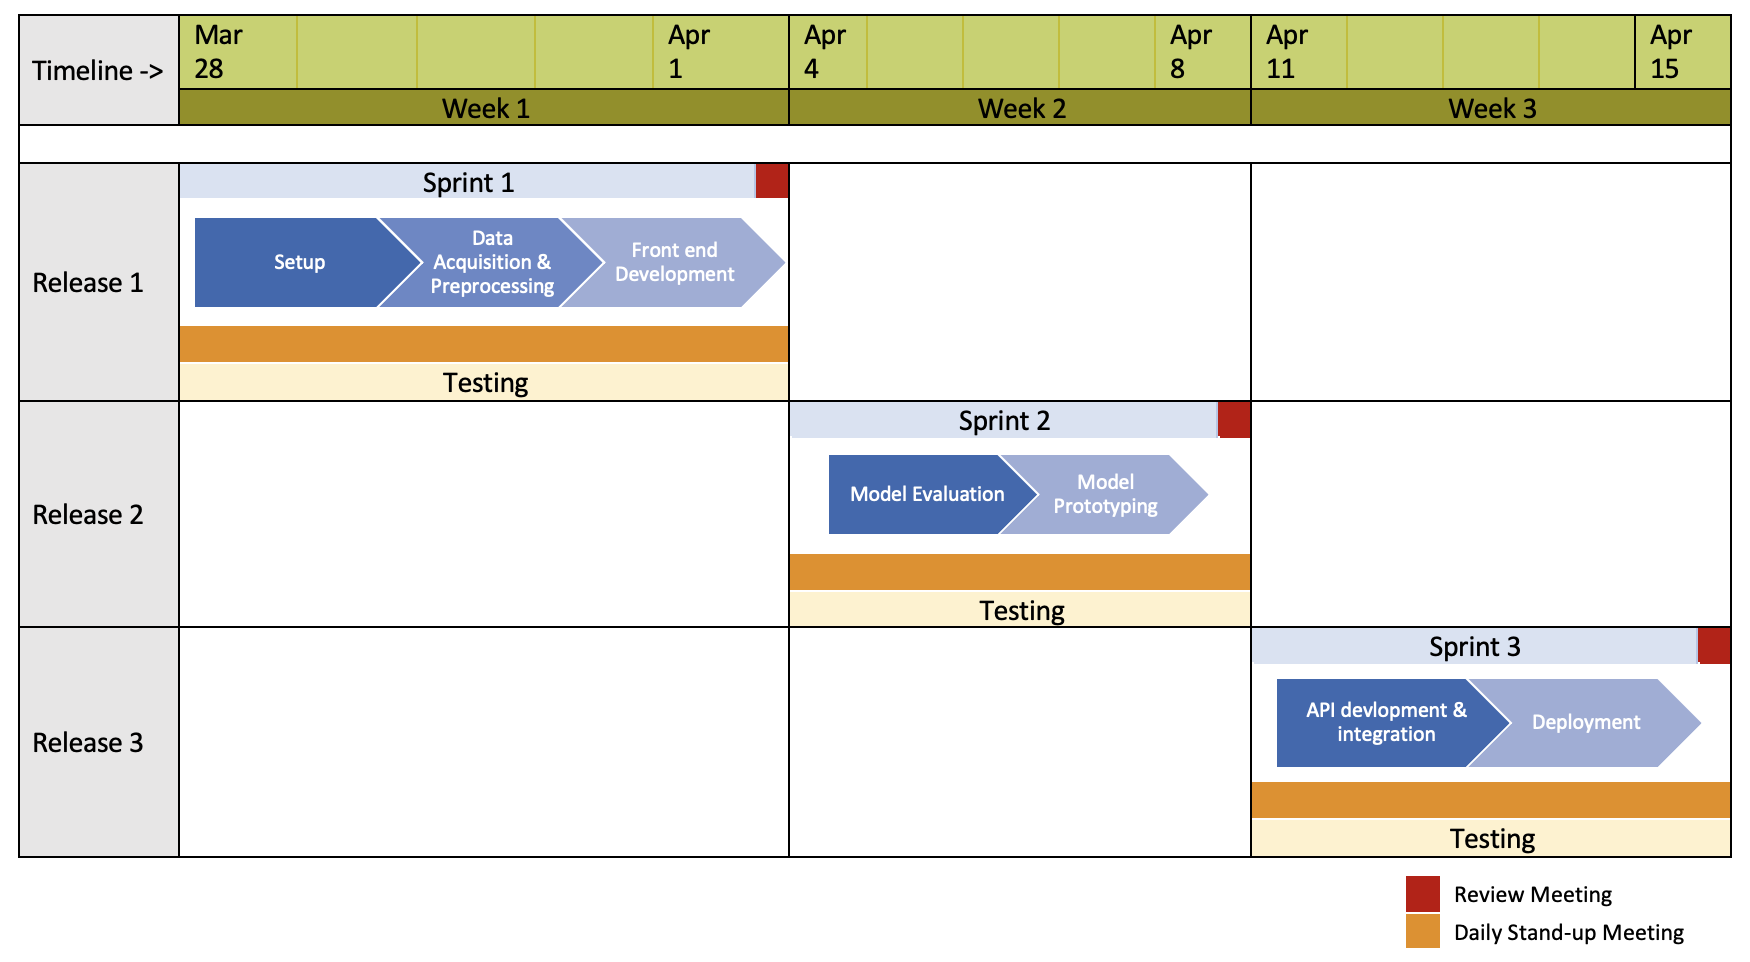 Timeline ->
Mar
28
Apr
1
Apr
4
Apr
8
Apr
11
Apr
15
Week 1
Week 2
Week 3
Release 1
Sprint 1
Setup
Data
Acquisition &
Preprocessing
Front end
Development
Testing
Release 2
Sprint 2
Model Evaluation
Model
Prototyping
Testing
Release 3
Sprint 3
API devlopment &
integration
Deployment
Testing
Review Meeting
Daily Stand-up Meeting